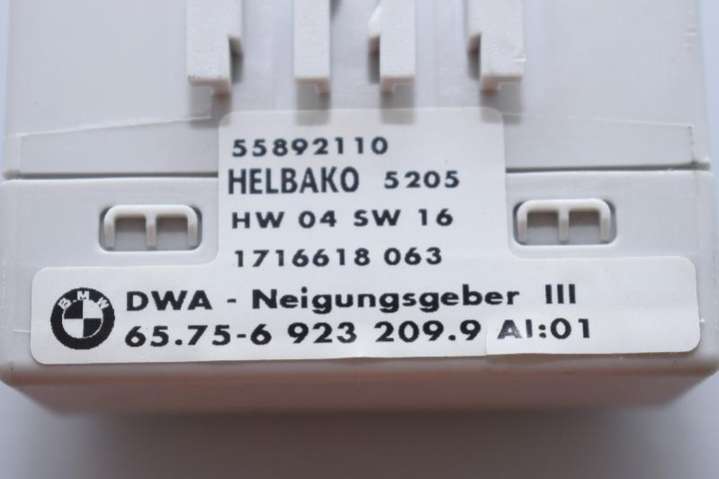 55892110
HELBAKO 5205
HW 04 SW 16
1716618 063
BMW
DWA - Neigungsgeber III
65.75-6 923 209.9 AI:01